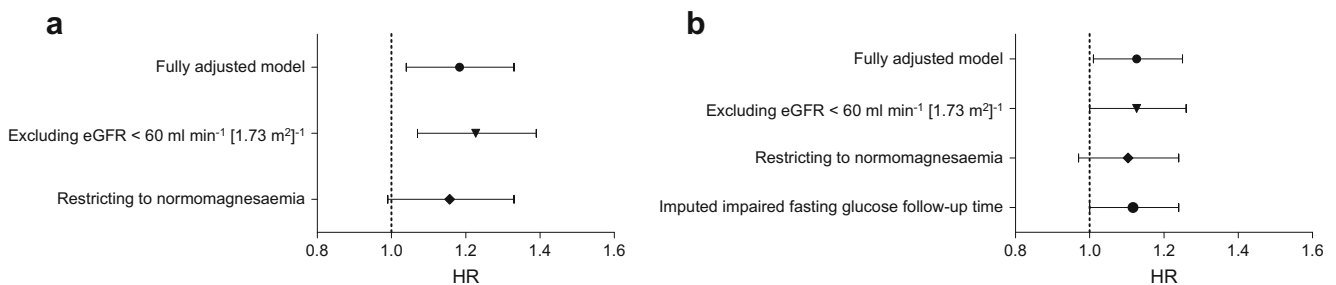 a
Fully adjusted model
Excluding eGFR < 60 ml min⁻¹ [1.73 m²]⁻¹
Restricting to normomagnesaemia
0.8 1.0 1.2 1.4 1.6
HR
b
Fully adjusted model
Excluding eGFR < 60 ml min⁻¹ [1.73 m²]⁻¹
Restricting to normomagnesaemia
Imputed impaired fasting glucose follow-up time
0.8 1.0 1.2 1.4 1.6
HR